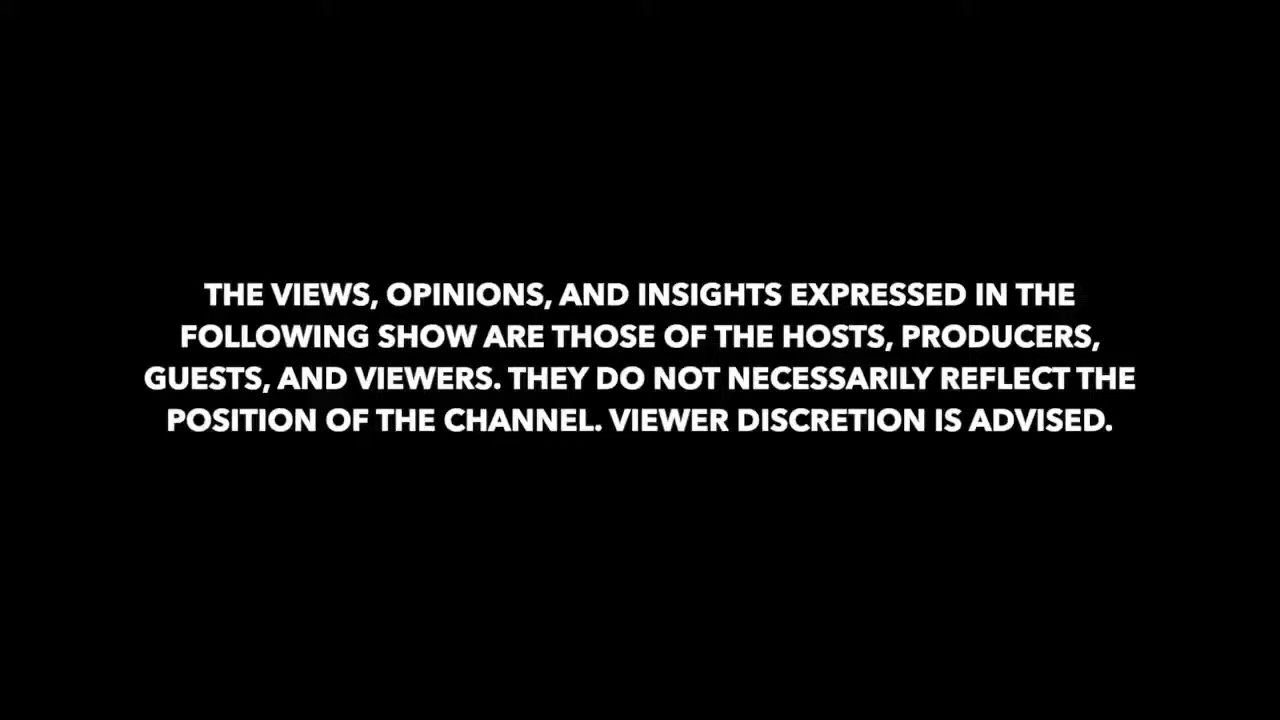 THE VIEWS, OPINIONS, AND INSIGHTS EXPRESSED IN THE
FOLLOWING SHOW ARE THOSE OF THE HOSTS, PRODUCERS,
GUESTS, AND VIEWERS. THEY DO NOT NECESSARILY REFLECT THE
POSITION OF THE CHANNEL. VIEWER DISCRETION IS ADVISED.